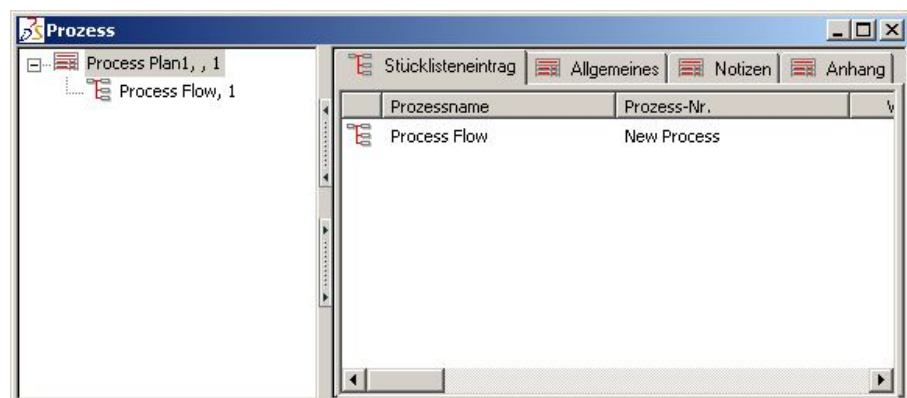 Prozess
Process Plan1, , 1
Process Flow, 1
Stücklisteneintrag Allgemeines Notizen Anhang
Prozessname Prozess-Nr.
Process Flow New Process